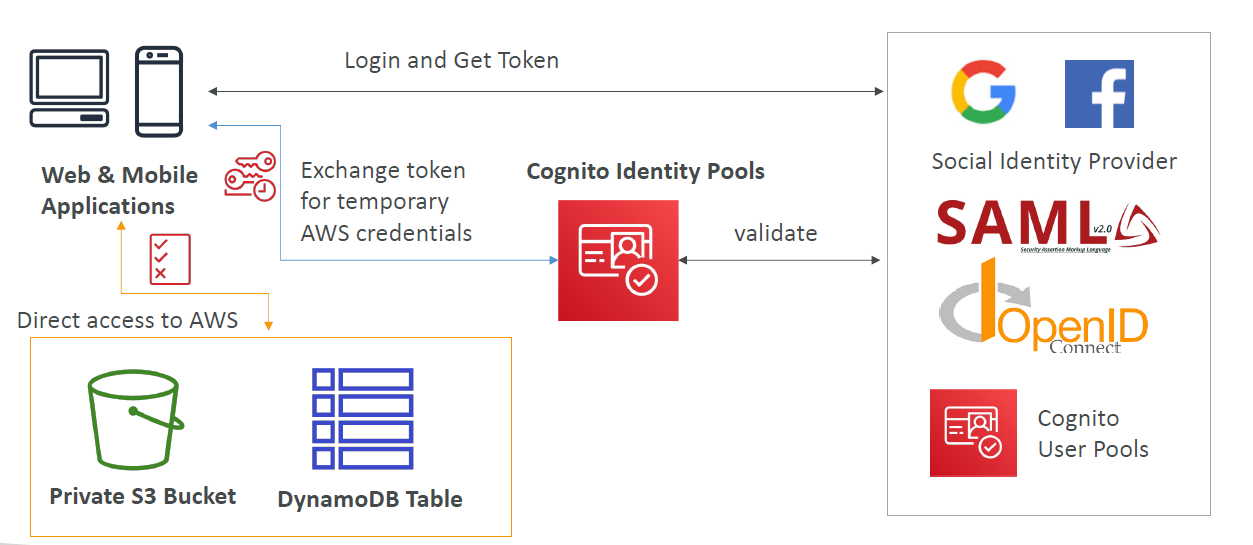 Login and Get Token
Web & Mobile
Applications
Exchange token
for temporary
AWS credentials
Cognito Identity Pools
validate
Social Identity Provider
SAML
v2.0
Security Assertion Markup Language
OpenID
Connect
Cognito
User Pools
Direct access to AWS
Private S3 Bucket
DynamoDB Table